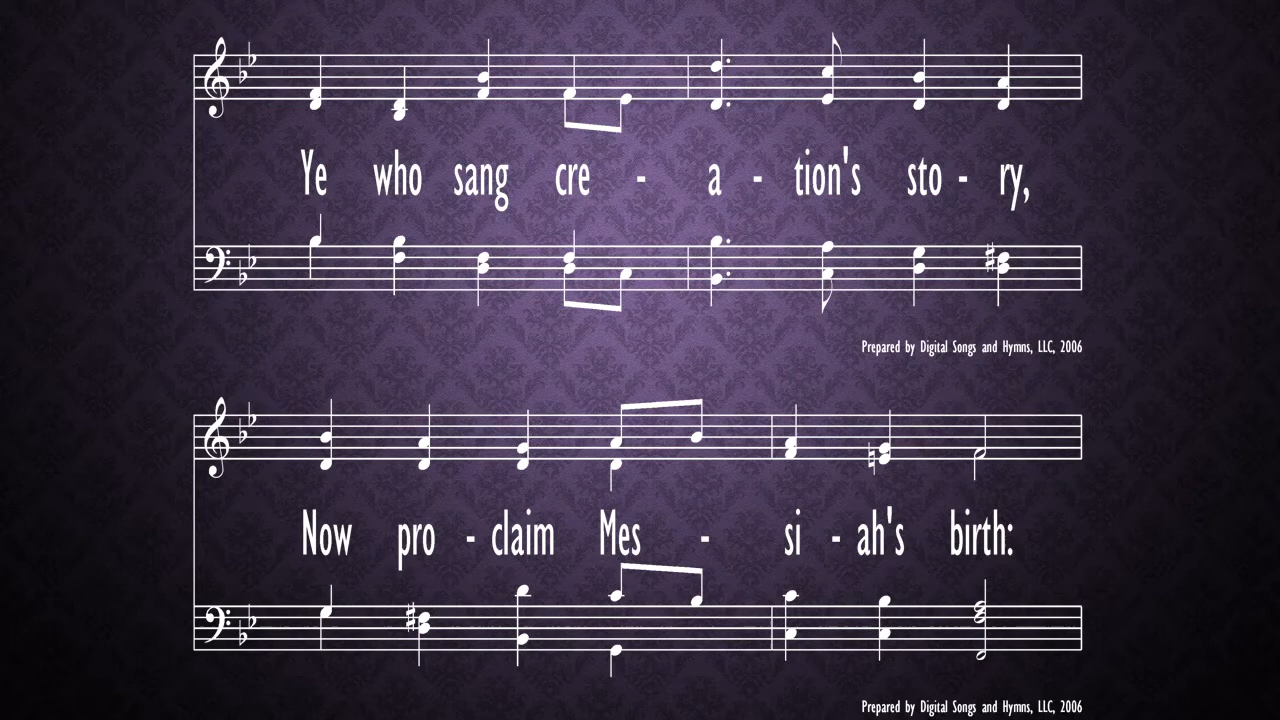 Ye who sang cre - a - tion's sto - ry,
Prepared by Digital Songs and Hymns, LLC, 2006
Now pro - claim Mes - si - ah's birth:
Prepared by Digital Songs and Hymns, LLC, 2006